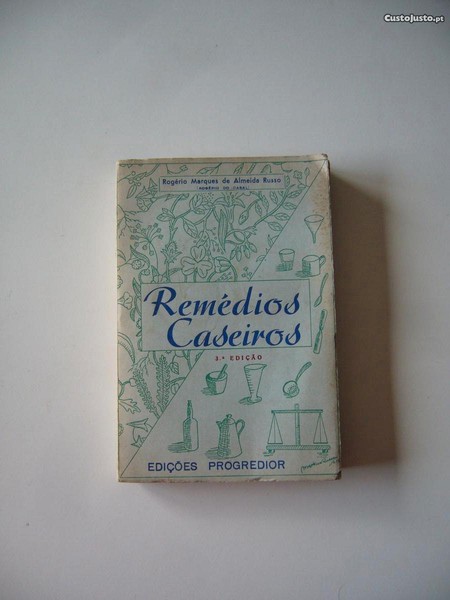 CustoJusto.pt
Rogério Marques de Almeida Russo
Remédios
Caseiros
3.ª EDIÇÃO
EDIÇÕES PROGREDIOR